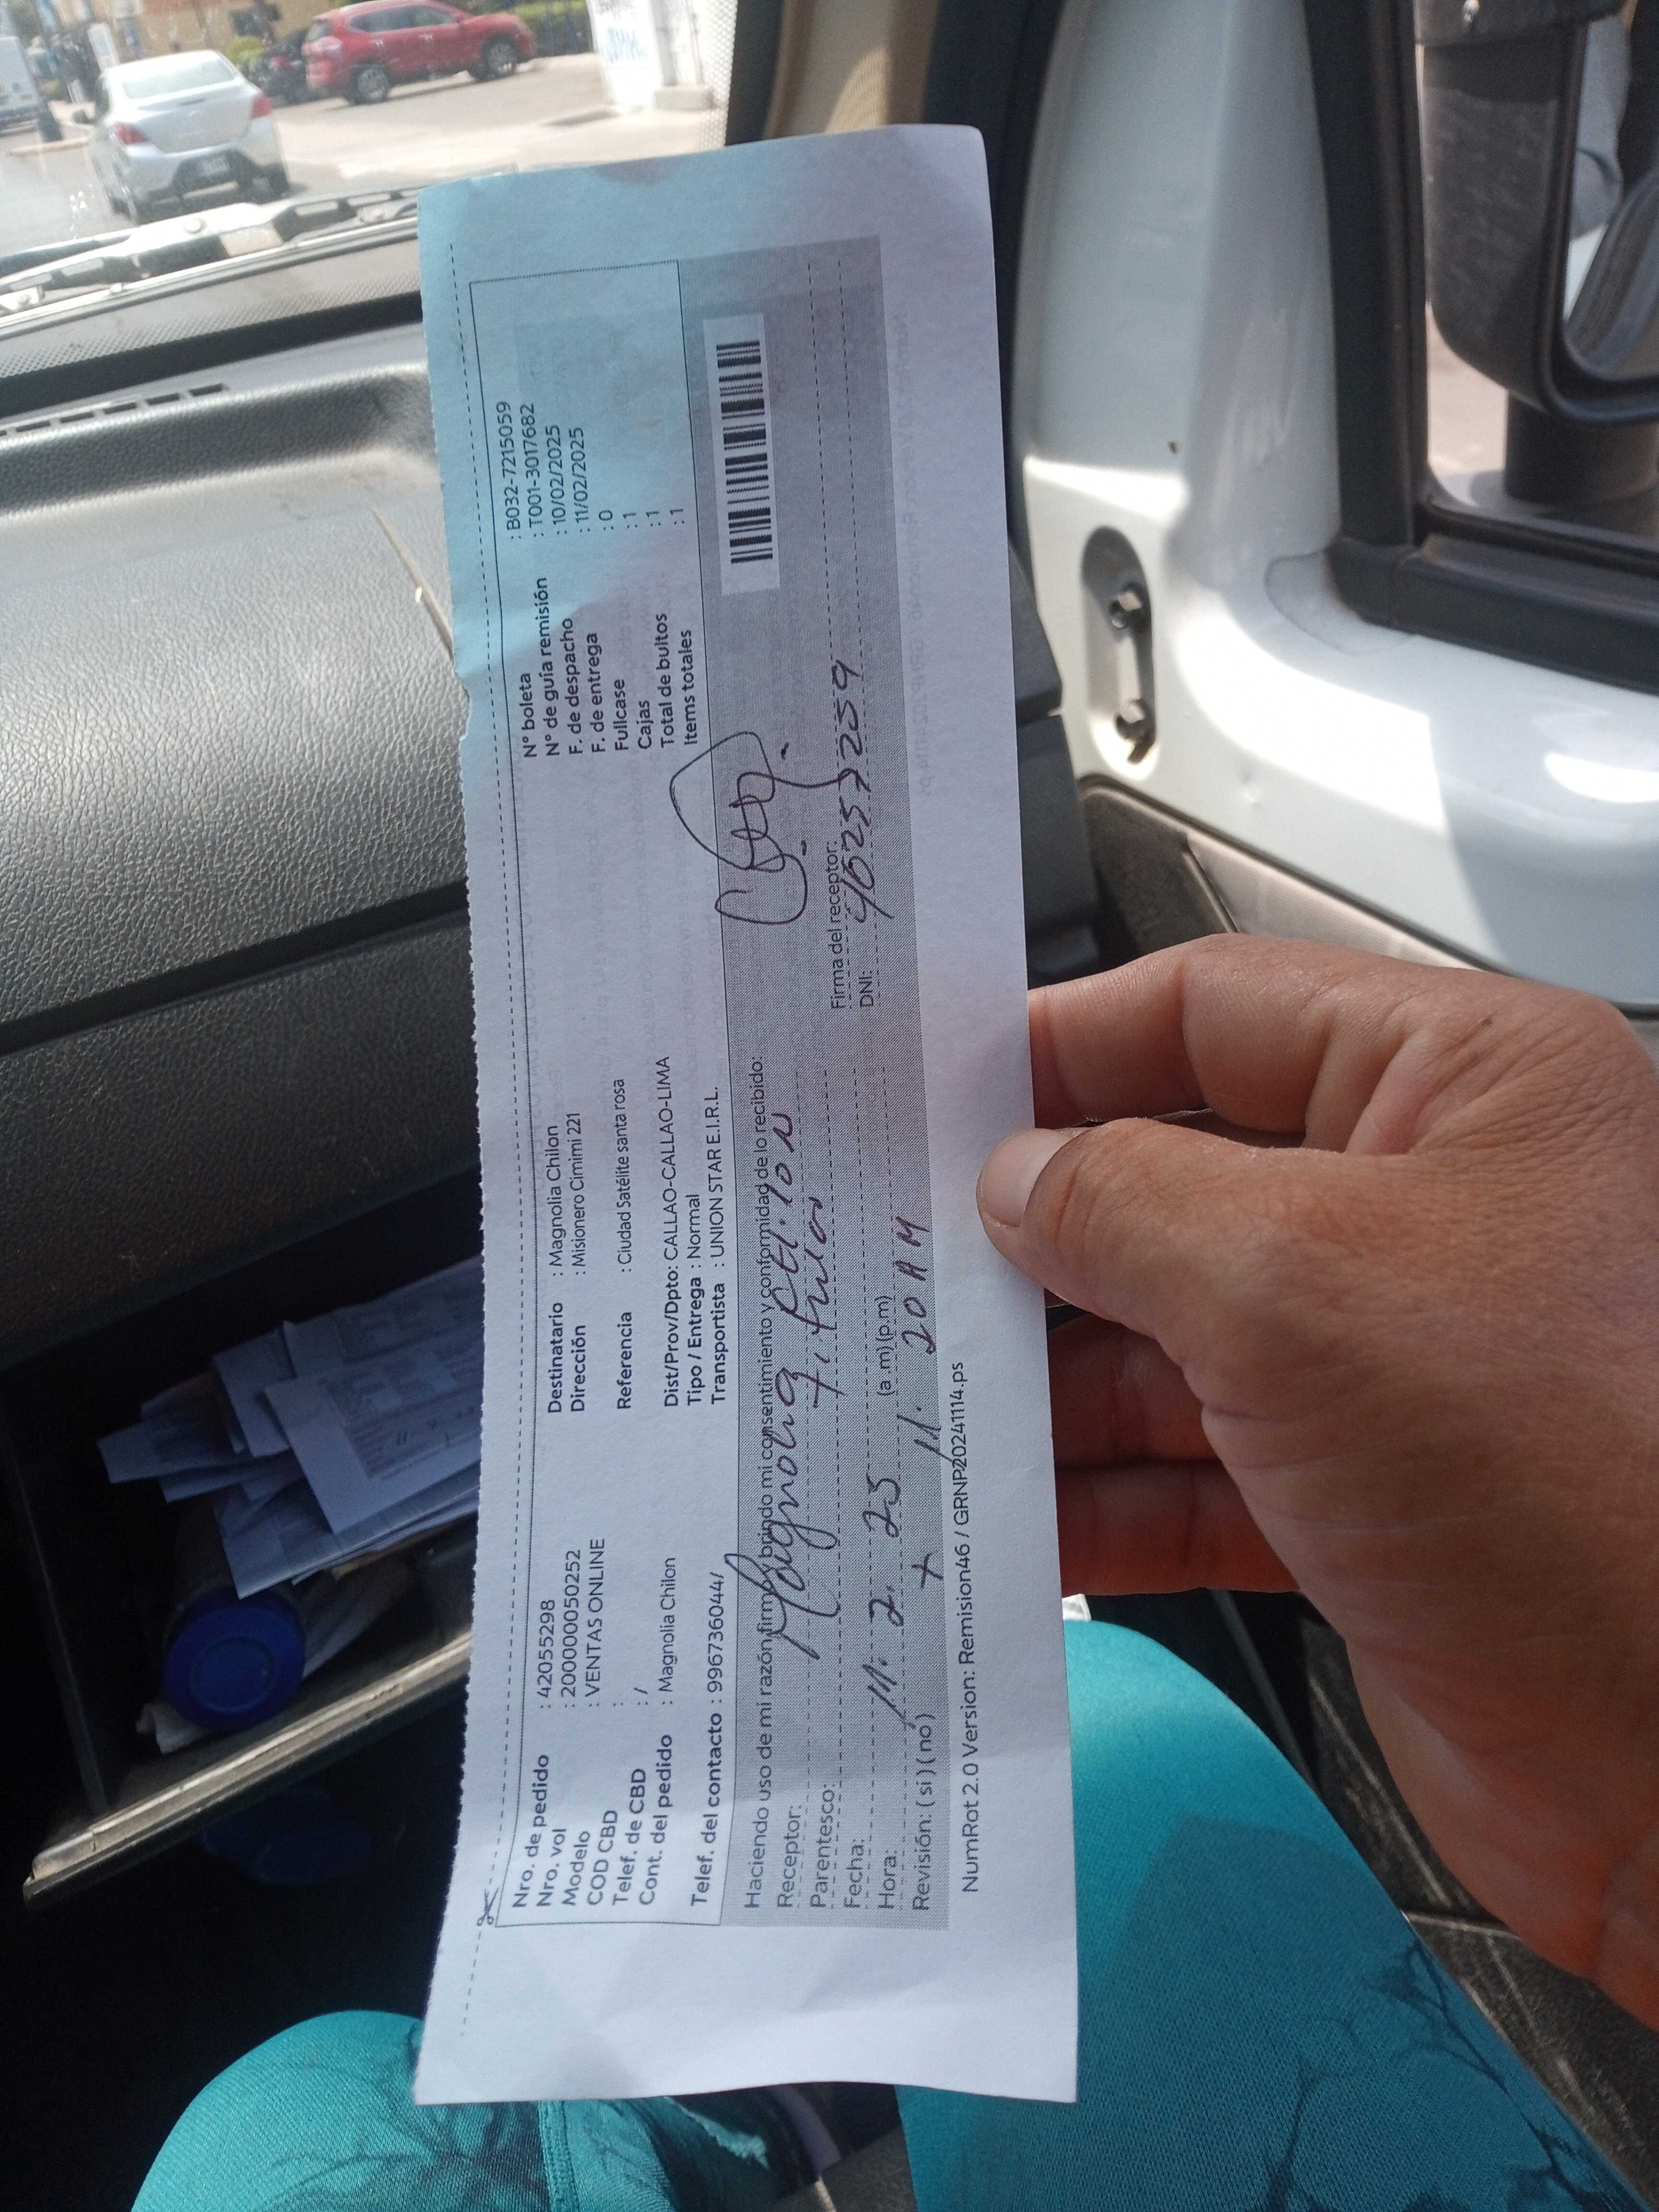 Nro. de pedido : 42055298
Nro. vol : 20000050252
Modelo : VENTAS ONLINE
COD CBD :
Telef. de CBD : /
Cont. del pedido : Magnolia Chilon
Telef. del contacto : 996736044/
Destinatario : Magnolia Chilon
Dirección : Misionero Cimimi 221
Referencia : Ciudad Satélite santa rosa
Dist/Prov/Dpto: CALLAO-CALLAO-LIMA
Tipo / Entrega : Normal
Transportista : UNION STAR E.I.R.L.
N° boleta : B032-7215059
N° de guía remisión : T001-3017682
F. de despacho : 10/02/2025
F. de entrega : 11/02/2025
Fullcase : 0
Cajas : 1
Total de bultos : 1
Items totales : 1
Haciendo uso de mi razón, firmo y brindo mi consentimiento y conformidad de lo recibido:
Receptor: Magnolia Chilon
Parentesco:
Fecha: 11. 2. 25
Hora: (a.m) (p.m) 11. 20 AM
Revisión: ( si ) ( no )
Firma del receptor:
DNI:
NumRot 2.0 Version: Remision46 / GRNP20241114.ps